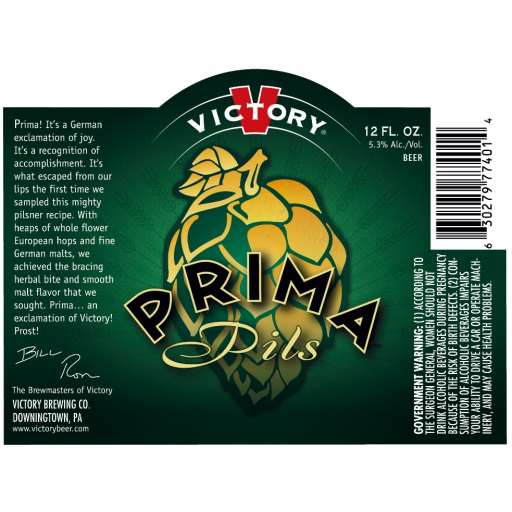 VICTORY®
Prima! It's a German
exclamation of joy.
It's a recognition of
accomplishment. It's
what escaped from our
lips the first time we
sampled this mighty
pilsner recipe. With
heaps of whole flower
European hops and fine
German malts, we
achieved the bracing
herbal bite and smooth
malt flavor that we
sought. Prima... an
exclamation of Victory!
Prost!
BILL
Ron
The Brewmasters of Victory
VICTORY BREWING CO.
DOWNINGTOWN, PA
www.victorybeer.com
PRIMA™
Pils
12 FL. OZ.
5.3% Alc./Vol.
BEER
6 30279 77401 4
GOVERNMENT WARNING: (1) ACCORDING TO
THE SURGEON GENERAL, WOMEN SHOULD NOT
DRINK ALCOHOLIC BEVERAGES DURING PREGNANCY
BECAUSE OF THE RISK OF BIRTH DEFECTS. (2) CON-
SUMPTION OF ALCOHOLIC BEVERAGES IMPAIRS
YOUR ABILITY TO DRIVE A CAR OR OPERATE MACH-
INERY, AND MAY CAUSE HEALTH PROBLEMS.